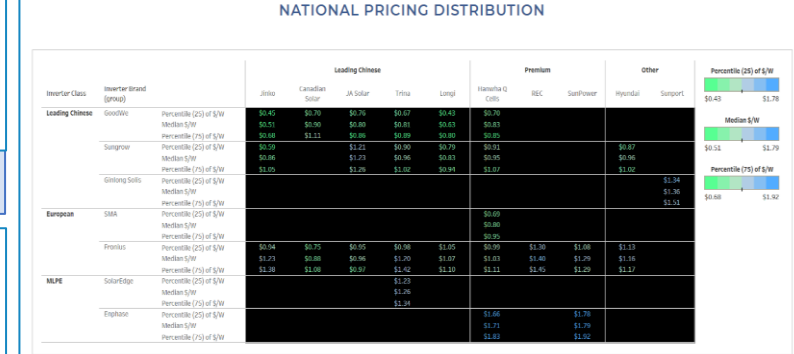 NATIONAL PRICING DISTRIBUTION
Leading Chinese Premium Other
Inverter Class Inverter Brand (group) Jinko Canadian Solar JA Solar Trina Longi Hanwha Q Cells REC SunPower Hyundai Sunport
Leading Chinese GoodWe Percentile (25) of $/W $0.45 $0.70 $0.76 $0.67 $0.43 $0.70
Median $/W $0.51 $0.90 $0.80 $0.81 $0.63 $0.83
Percentile (75) of $/W $0.68 $1.11 $0.86 $0.89 $0.80 $0.85
Sungrow Percentile (25) of $/W $0.59 $1.21 $0.90 $0.79 $0.91 $0.87
Median $/W $0.86 $1.23 $0.96 $0.83 $0.95 $0.96
Percentile (75) of $/W $1.05 $1.26 $1.02 $0.94 $1.07 $1.02
Ginlong Solis Percentile (25) of $/W $1.34
Median $/W $1.36
Percentile (75) of $/W $1.51
European SMA Percentile (25) of $/W $0.69
Median $/W $0.80
Percentile (75) of $/W $0.95
Fronius Percentile (25) of $/W $0.94 $0.75 $0.95 $0.98 $1.05 $0.99 $1.30 $1.08 $1.13
Median $/W $1.23 $0.88 $0.96 $1.20 $1.07 $1.03 $1.40 $1.29 $1.16
Percentile (75) of $/W $1.38 $1.08 $0.97 $1.42 $1.10 $1.11 $1.45 $1.29 $1.17
MLPE SolarEdge Percentile (25) of $/W $1.23
Median $/W $1.26
Percentile (75) of $/W $1.34
Enphase Percentile (25) of $/W $1.66 $1.78
Median $/W $1.71 $1.79
Percentile (75) of $/W $1.83 $1.92
Percentile (25) of $/W
$0.43 $1.78
Median $/W
$0.51 $1.79
Percentile (75) of $/W
$0.68 $1.92